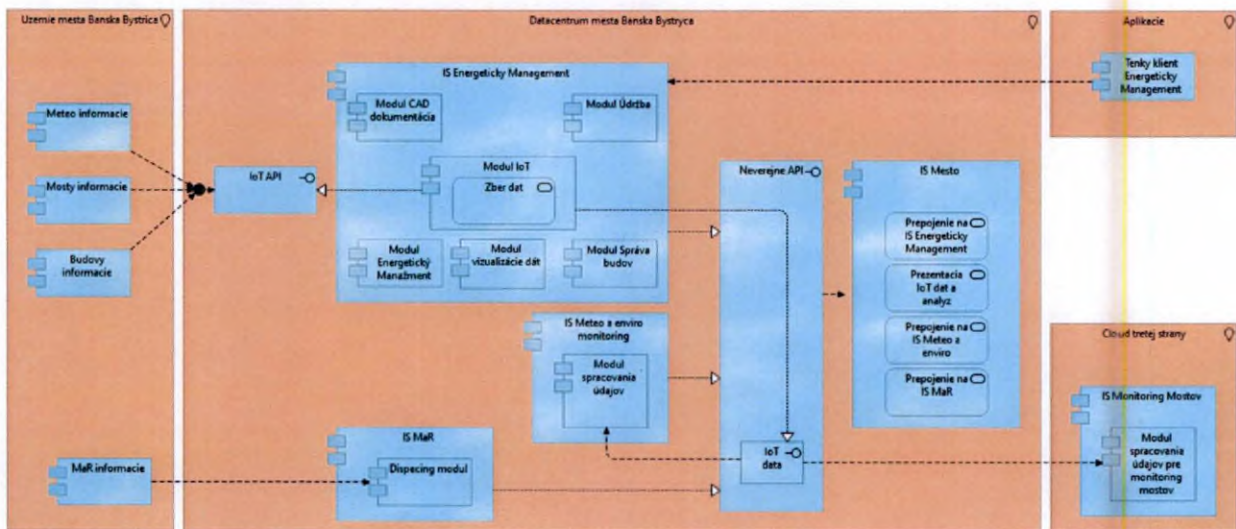 Uzemie mesta Banska Bystrica
Meteo informacie
Mosty informacie
Budovy
informacie
MaR informacie
Datacentrum mesta Banska Bystryca
IoT API
IS Energeticky Management
Modul CAD
dokumentácia
Modul Údržba
Modul IoT
Zber dat
Modul
Energetický
Manažment
Modul
vizualizácie dát
Modul Správa
budov
IS Meteo a enviro
monitoring
Modul
spracovania
údajov
IS MaR
Dispecing modul
Neverejne API
IoT
data
IS Mesto
Prepojenie na
IS Energeticky
Management
Prezentacia
IoT dat a
analyz
Prepojenie na
IS Meteo a
enviro
Prepojenie na
IS MaR
Aplikacie
Tenky klient
Energeticky
Management
Cloud tretej strany
IS Monitoring Mostov
Modul
spracovania
údajov pre
monitoring
mostov